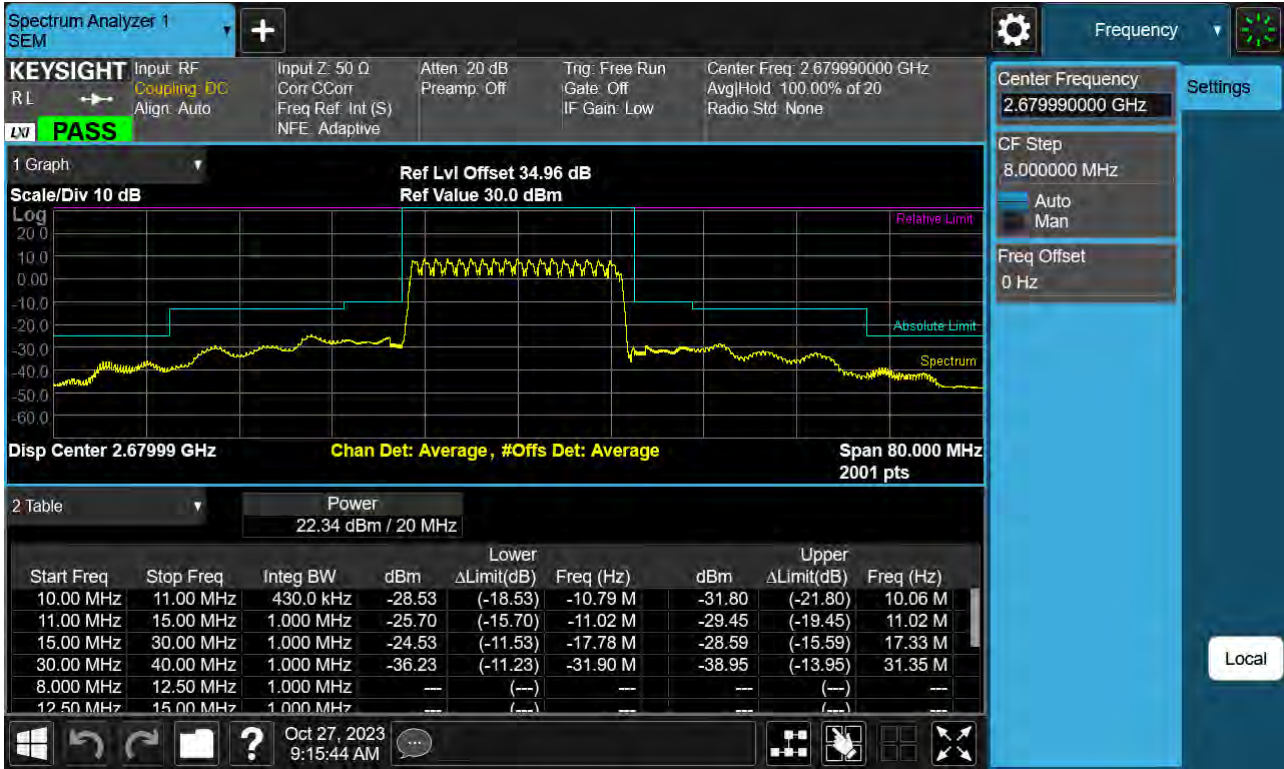 Spectrum Analyzer 1
SEM
+
Frequency
KEYSIGHT
R L
LXI
PASS
Input: RF
Coupling: DC
Align: Auto
Input Z: 50 Ω
Corr CCorr
Freq Ref: Int (S)
NFE: Adaptive
Atten: 20 dB
Preamp: Off
Trig: Free Run
Gate: Off
IF Gain: Low
Center Freq: 2.679990000 GHz
Avg|Hold: 100.00% of 20
Radio Std: None
Center Frequency
2.679990000 GHz
Settings
CF Step
8.000000 MHz
Auto
Man
Freq Offset
0 Hz
Local
1 Graph
Scale/Div 10 dB
Ref Lvl Offset 34.96 dB
Ref Value 30.0 dBm
Log
20.0
10.0
0.00
-10.0
-20.0
-30.0
-40.0
-50.0
-60.0
Relative Limit
Absolute Limit
Spectrum
Disp Center 2.67999 GHz
Chan Det: Average, #Offs Det: Average
Span 80.000 MHz
2001 pts
2 Table
Power
22.34 dBm / 20 MHz
Lower Upper
Start Freq Stop Freq Integ BW dBm ΔLimit(dB) Freq (Hz) dBm ΔLimit(dB) Freq (Hz)
10.00 MHz 11.00 MHz 430.0 kHz -28.53 (-18.53) -10.79 M -31.80 (-21.80) 10.06 M
11.00 MHz 15.00 MHz 1.000 MHz -25.70 (-15.70) -11.02 M -29.45 (-19.45) 11.02 M
15.00 MHz 30.00 MHz 1.000 MHz -24.53 (-11.53) -17.78 M -28.59 (-15.59) 17.33 M
30.00 MHz 40.00 MHz 1.000 MHz -36.23 (-11.23) -31.90 M -38.95 (-13.95) 31.35 M
8.000 MHz 12.50 MHz 1.000 MHz --- (---) --- --- (---) ---
12.50 MHz 15.00 MHz 1.000 MHz --- (---) --- --- (---) ---
?
Oct 27, 2023
9:15:44 AM